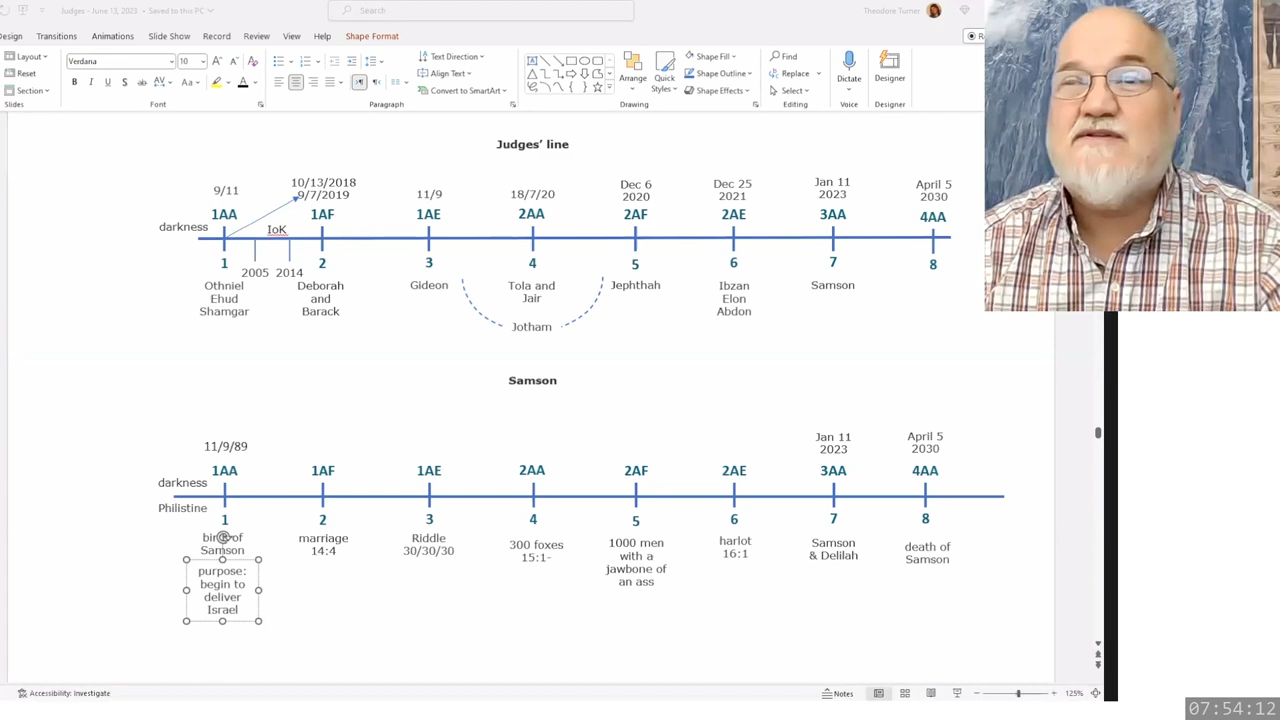 Judges - June 13, 2023 • Saved to this PC
Search
Theodore Turner
Design
Transitions
Animations
Slide Show
Record
Review
View
Help
Shape Format
Layout
Reset
Section
Slides
Verdana
10
Font
Paragraph
Text Direction
Align Text
Convert to SmartArt
Drawing
Arrange
Quick
Styles
Shape Fill
Shape Outline
Shape Effects
Find
Replace
Select
Editing
Dictate
Voice
Designer
Designer
Judges’ line
9/11
10/13/2018
9/7/2019
11/9
18/7/20
Dec 6
2020
Dec 25
2021
Jan 11
2023
April 5
2030
1AA
1AF
1AE
2AA
2AF
2AE
3AA
4AA
darkness
IoK
1
2005
2014
2
3
4
5
6
7
8
Othniel
Ehud
Shamgar
Deborah
and
Barack
Gideon
Tola and
Jair
Jotham
Jephthah
Ibzan
Elon
Abdon
Samson
Samson
11/9/89
Jan 11
2023
April 5
2030
1AA
1AF
1AE
2AA
2AF
2AE
3AA
4AA
darkness
Philistine
1
2
3
4
5
6
7
8
of
Samson
purpose:
begin to
deliver
Israel
marriage
14:4
Riddle
30/30/30
300 foxes
15:1-
1000 men
with a
jawbone of
an ass
harlot
16:1
Samson
& Delilah
death of
Samson
Accessibility: Investigate
Notes
125%
07:54:12